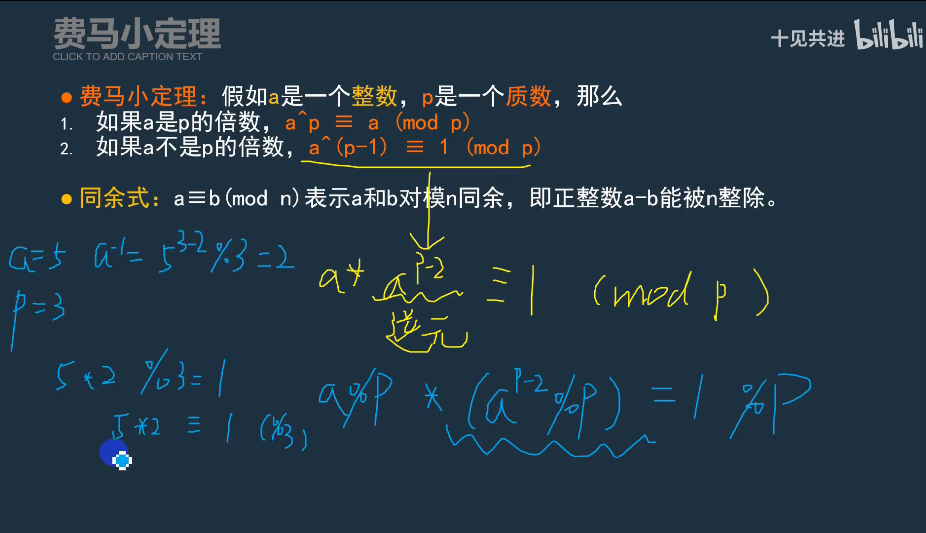 费马小定理
CLICK TO ADD CAPTION TEXT
十见共进 bilibili
● 费马小定理：假如a是一个整数，p是一个质数，那么
1. 如果a是p的倍数，a^p ≡ a (mod p)
2. 如果a不是p的倍数，a^(p-1) ≡ 1 (mod p)
● 同余式：a≡b(mod n)表示a和b对模n同余，即正整数a-b能被n整除。
a=5 a^-1= 5^3-2 %3=2
p=3
a* a^p-2 ≡ 1 (mod p)
逆元
5*2 %3=1
5*2 ≡ 1 (%3)
a%P * (a^P-2 %P) = 1 %P